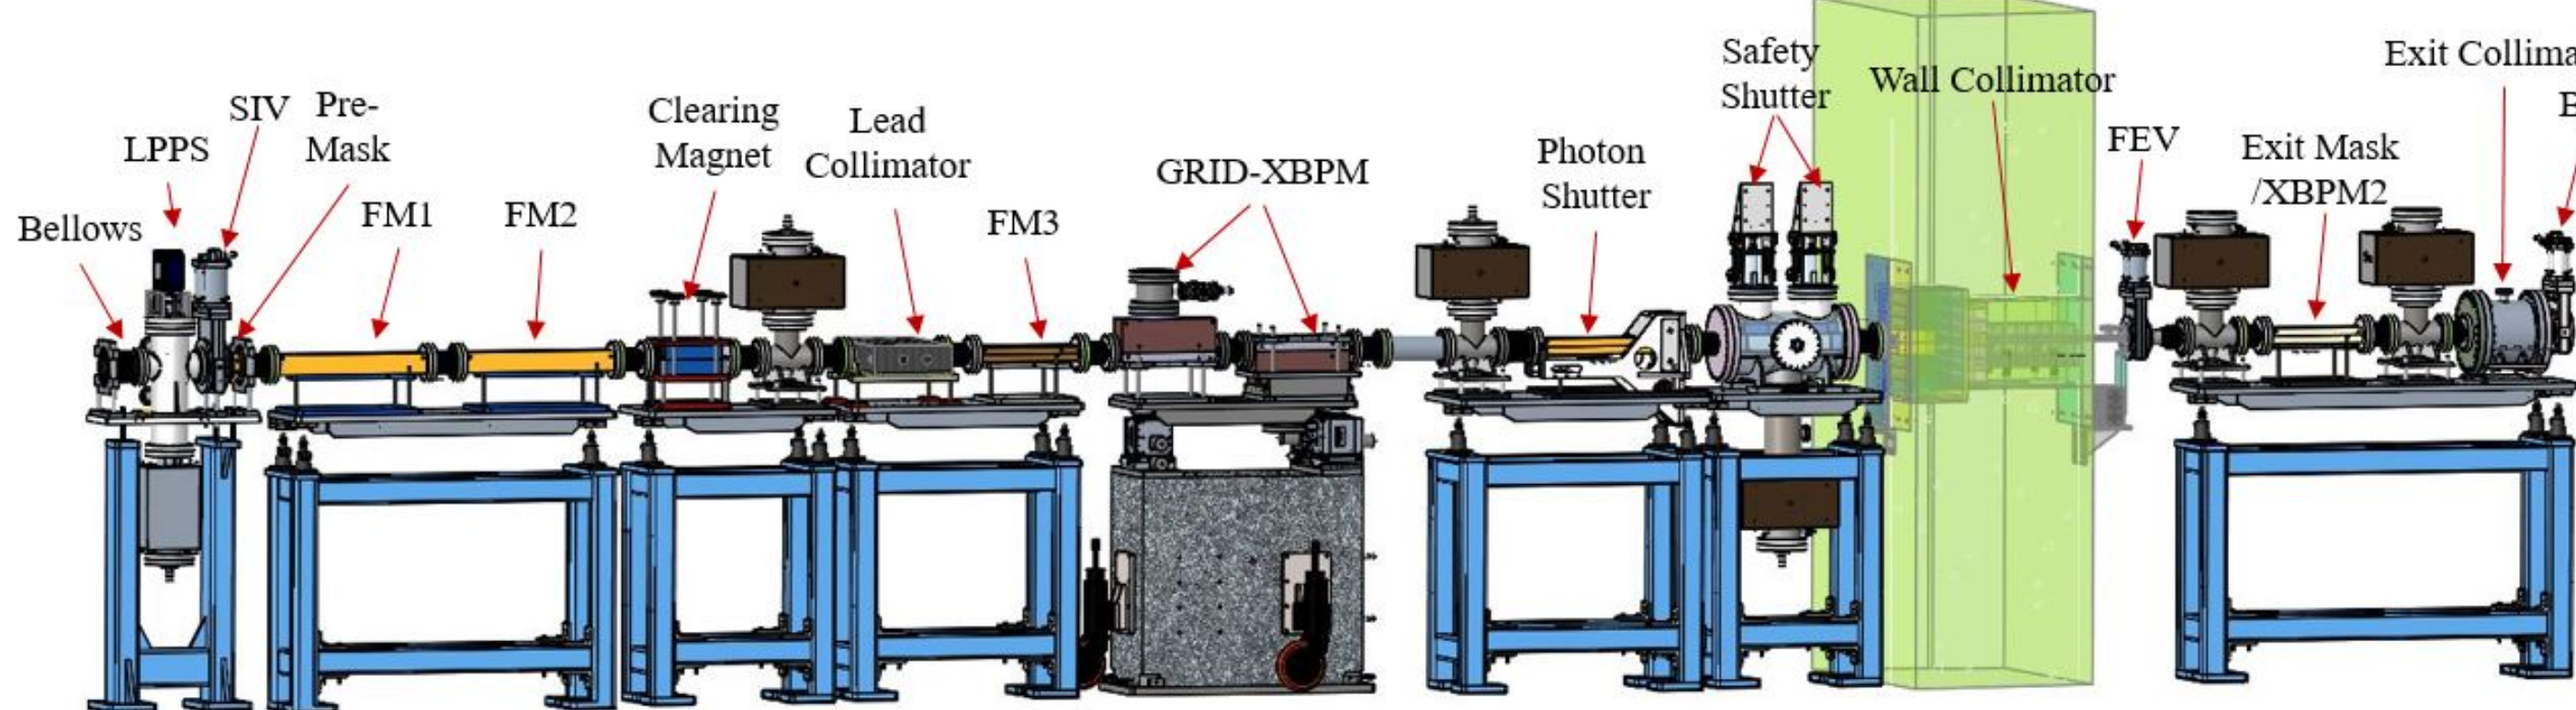 Bellows
LPPS
SIV
Pre-
Mask
FM1
FM2
Clearing
Magnet
Lead
Collimator
FM3
GRID-XBPM
Photon
Shutter
Safety
Shutter
Wall Collimator
FEV
Exit Mask
/XBPM2
Exit